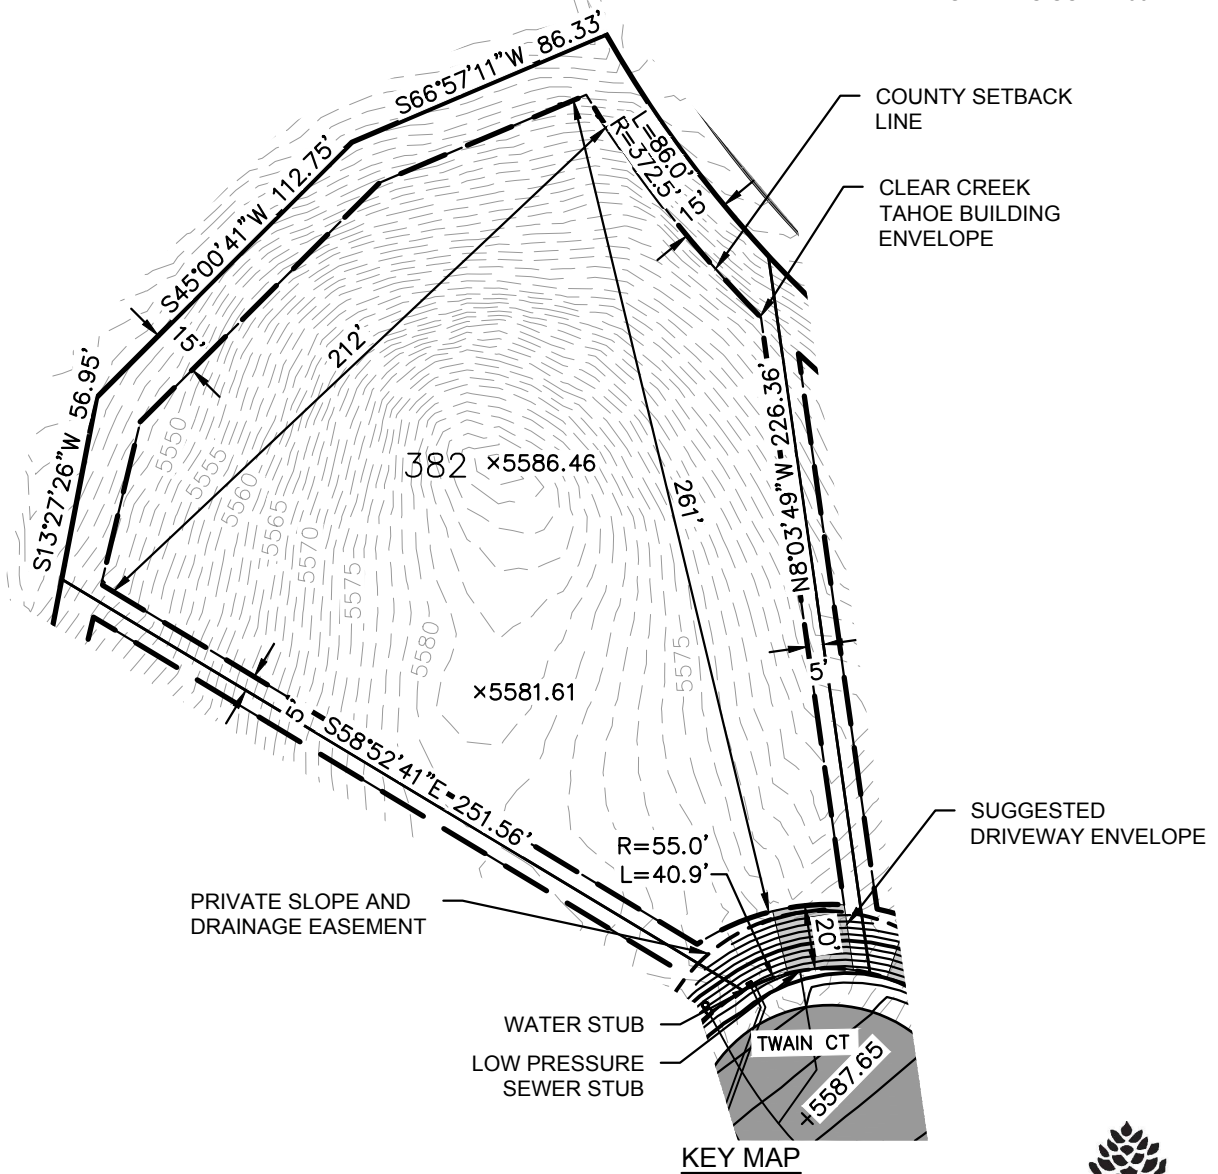 S66°57'11"W 86.33'
COUNTY SETBACK
LINE
L=86.0'
R=372.5'
15'
CLEAR CREEK
TAHOE BUILDING
ENVELOPE
S45°00'41"W 112.75'
15'
212'
S13°27'26"W 56.95'
N8°03'49"W 226.36'
5550
5555
5560
5565
5570
5575
5580
382
×5586.46
261'
5575
5'
×5581.61
5'
S58°52'41"E 251.56'
SUGGESTED
DRIVEWAY ENVELOPE
R=55.0'
L=40.9'
PRIVATE SLOPE AND
DRAINAGE EASEMENT
20'
WATER STUB
TWAIN CT
LOW PRESSURE
SEWER STUB
+5587.65
KEY MAP